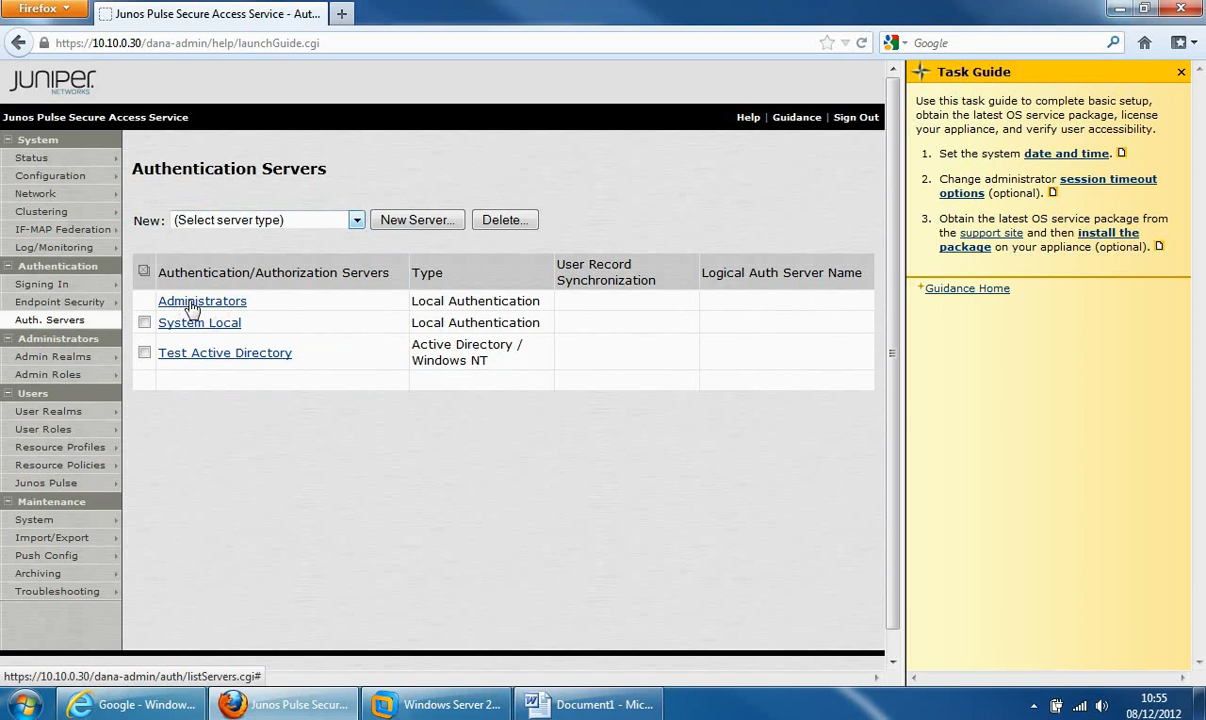 Firefox
Junos Pulse Secure Access Service - Aut...
https://10.10.0.30/dana-admin/help/launchGuide.cgi
Google
JUNIPER
NETWORKS
Junos Pulse Secure Access Service
Help | Guidance | Sign Out
System
Status
Configuration
Network
Clustering
IF-MAP Federation
Log/Monitoring
Authentication
Signing In
Endpoint Security
Auth. Servers
Administrators
Admin Realms
Admin Roles
Users
User Realms
User Roles
Resource Profiles
Resource Policies
Junos Pulse
Maintenance
System
Import/Export
Push Config
Archiving
Troubleshooting
Authentication Servers
New: (Select server type) New Server... Delete...
Authentication/Authorization Servers Type User Record Synchronization Logical Auth Server Name
Administrators Local Authentication
System Local Local Authentication
Test Active Directory Active Directory / Windows NT
Task Guide
Use this task guide to complete basic setup,
obtain the latest OS service package, license
your appliance, and verify user accessibility.
1. Set the system date and time.
2. Change administrator session timeout
options (optional).
3. Obtain the latest OS service package from
the support site and then install the
package on your appliance (optional).
Guidance Home
https://10.10.0.30/dana-admin/auth/listServers.cgi#
Google - Window...
Junos Pulse Secur...
Windows Server 2...
Document1 - Mic...
10:55
08/12/2012